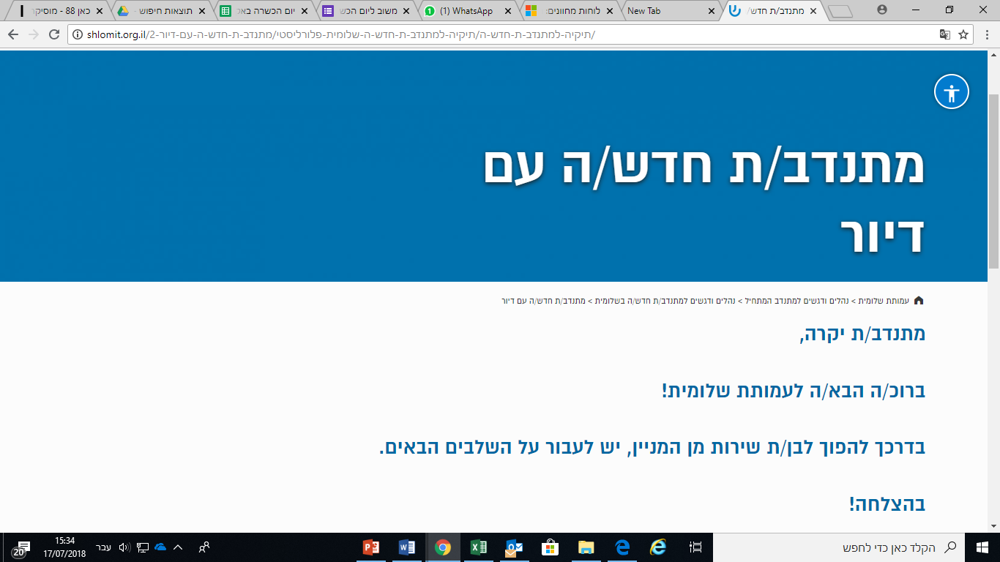 כאן 88 - מוסיקה
תוצאות חיפוש -
יום הכשרה באק
משוב ליום הכש
(1) WhatsApp
לוחות מחוונים:
New Tab
מתנדב/ת חדש/
shlomit.org.il/תיקיה-למתנדב-ת-חדש-ה/תיקיה-למתנדב-ת-חדש-ה-שלומית-פלורליסטי/מתנדב-ת-חדש-ה-עם-דיור-2/
מתנדב/ת חדש/ה עם
דיור
עמותת שלומית > נהלים ודגשים למתנדב המתחיל > נהלים ודגשים למתנדב/ת חדש/ה בשלומית > מתנדב/ת חדש/ה עם דיור
מתנדב/ת יקרה,
ברוכ/ה הבא/ה לעמותת שלומית!
בדרכך להפוך לבן/ת שירות מן המניין, יש לעבור על השלבים הבאים.
בהצלחה!
הקלד כאן כדי לחפש
עבר
15:34
17/07/2018
20